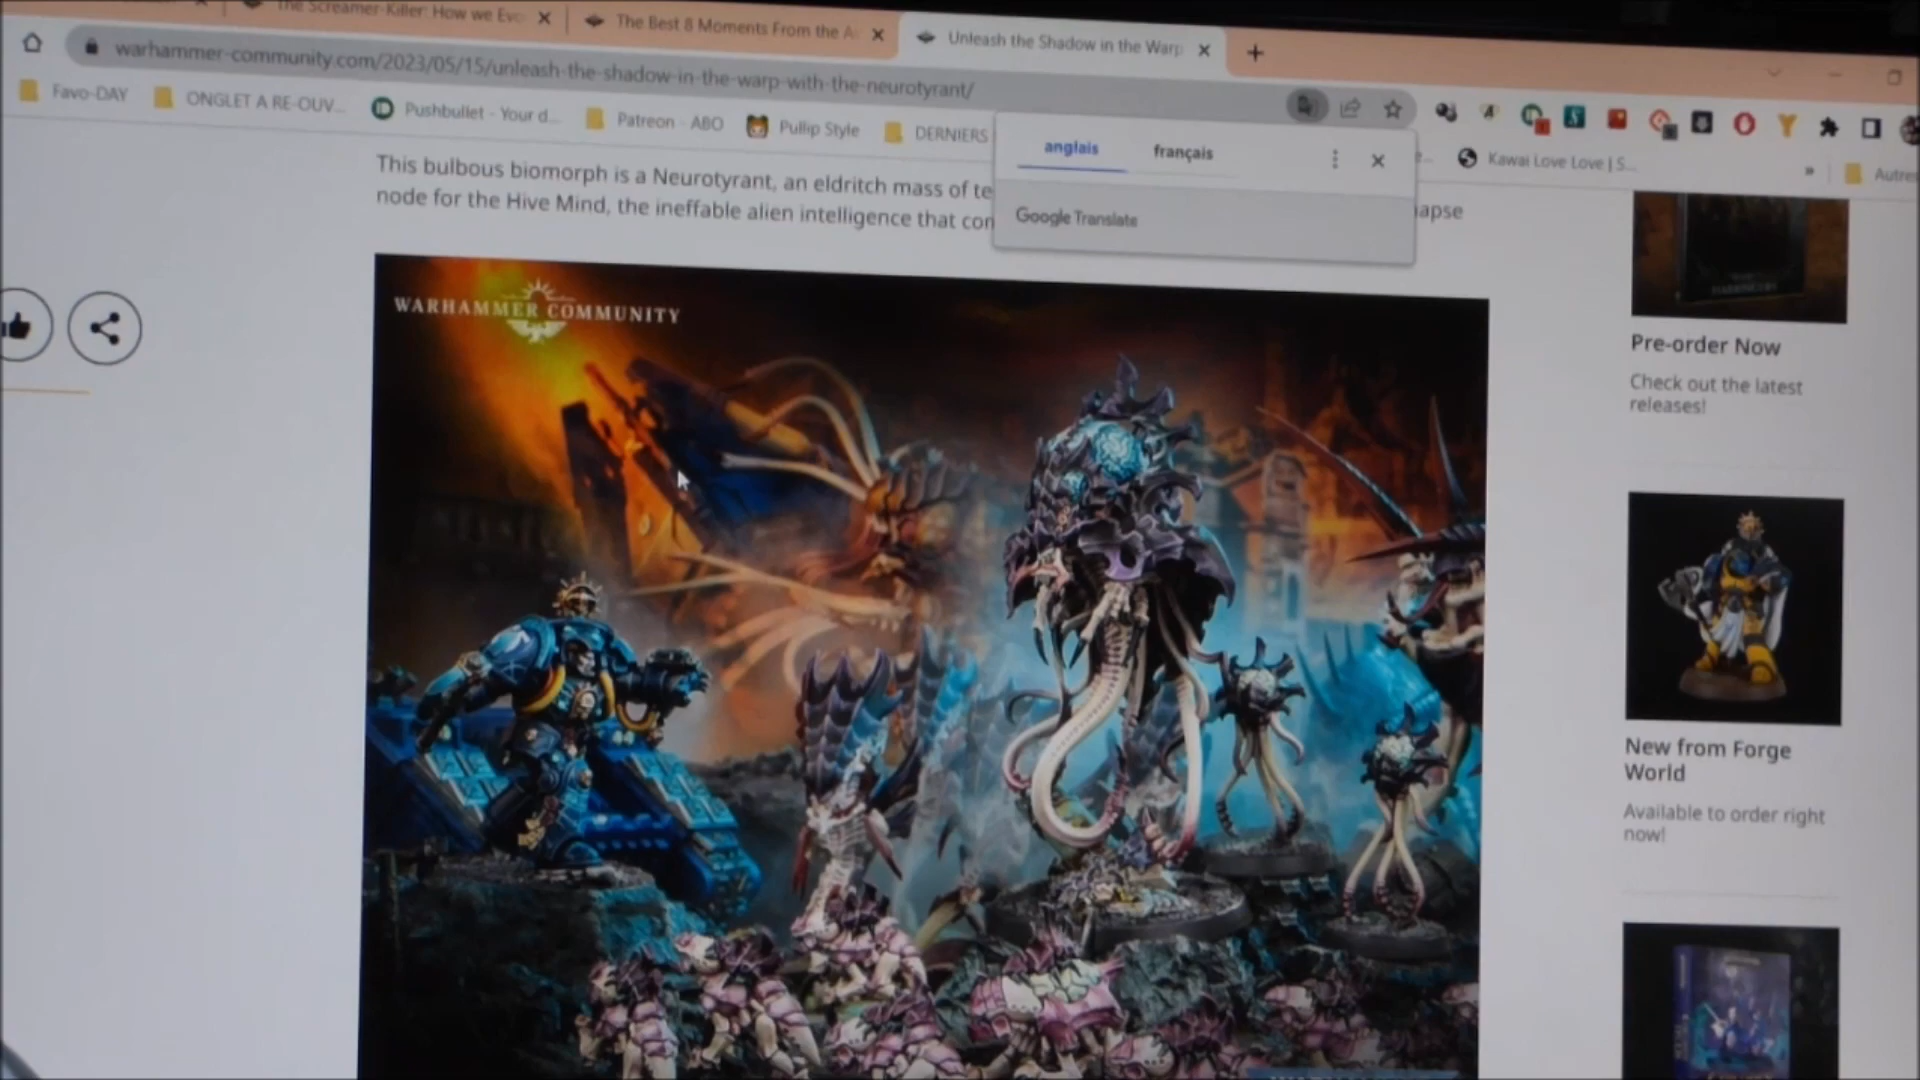 The Screamer-Killer: How we Evo
The Best 8 Moments From the A
Unleash the Shadow in the Warp
warhammer-community.com/2023/05/15/unleash-the-shadow-in-the-warp-with-the-neurotyrant/
Favo-DAY
ONGLET A RE-OUV...
Pushbullet - Your d...
Patreon - ABO
Pullip Style
DERNIERS
Kawai Love Love | S...
»
Autre
anglais
français
Google Translate
This bulbous biomorph is a Neurotyrant, an eldritch mass of te
node for the Hive Mind, the ineffable alien intelligence that con
apse
WARHAMMER COMMUNITY
Pre-order Now
Check out the latest
releases!
New from Forge
World
Available to order right
now!